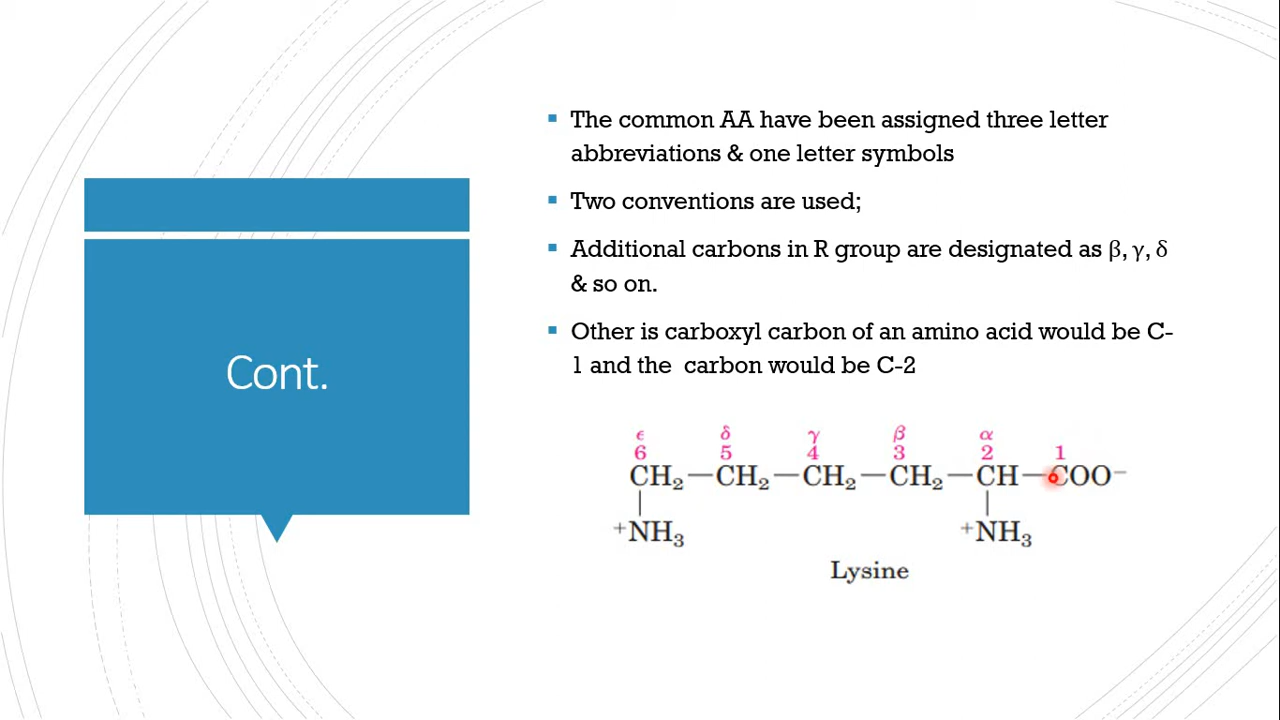 Cont.
The common AA have been assigned three letter
abbreviations & one letter symbols
Two conventions are used;
Additional carbons in R group are designated as β, γ, δ
& so on.
Other is carboxyl carbon of an amino acid would be C-
1 and the  carbon would be C-2
ϵ δ γ β α
6 5 4 3 2 1
CH₂—CH₂—CH₂—CH₂—CH—COO⁻
⁺NH₃ ⁺NH₃
Lysine